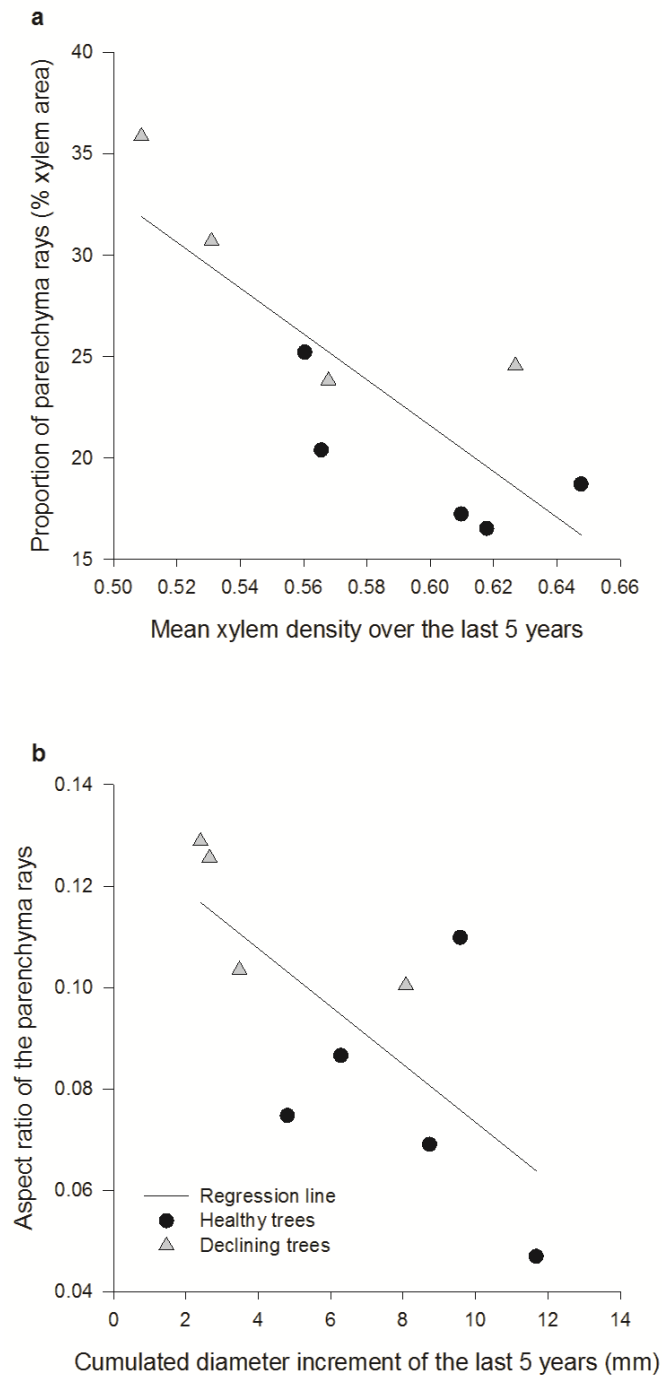 a
Proportion of parenchyma rays (% xylem area)
40
35
30
25
20
15
0.50 0.52 0.54 0.56 0.58 0.60 0.62 0.64 0.66
Mean xylem density over the last 5 years
b
Aspect ratio of the parenchyma rays
0.14
0.12
0.10
0.08
0.06
0.04
Regression line
Healthy trees
Declining trees
0 2 4 6 8 10 12 14
Cumulated diameter increment of the last 5 years (mm)